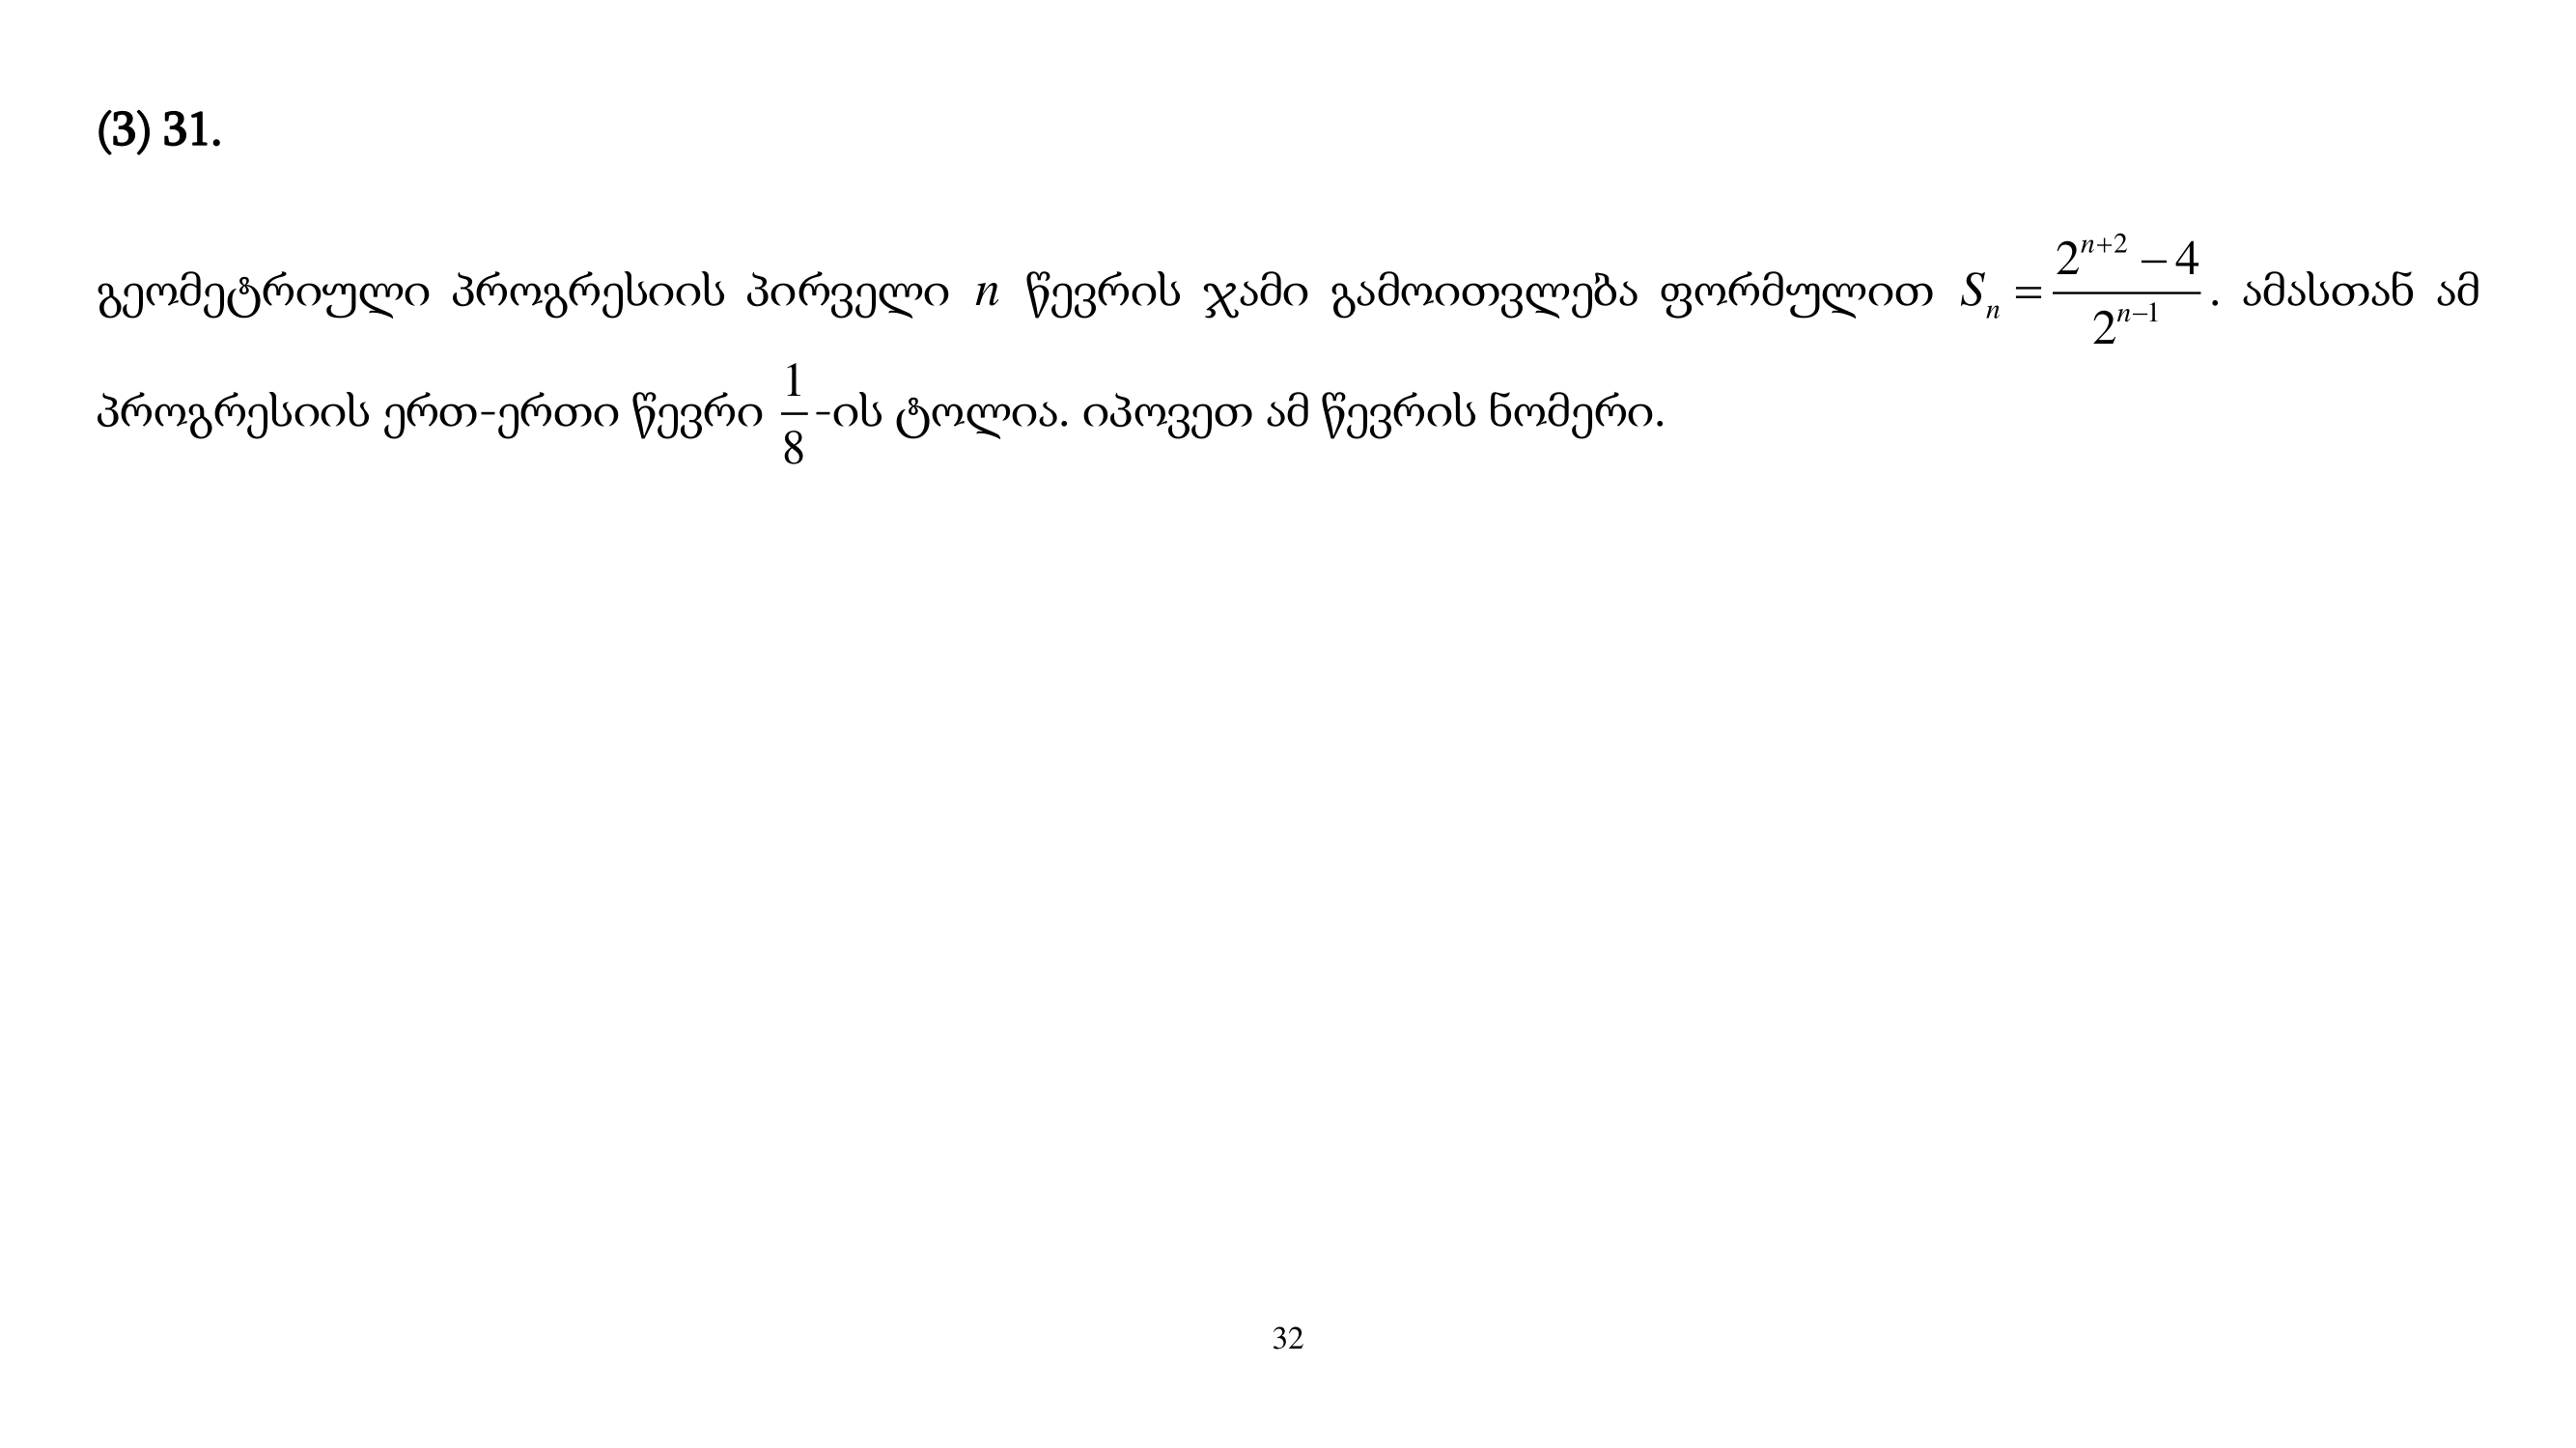 (3) 31.
გეომეტრიული პროგრესიის პირველი n წევრის ჯამი გამოითვლება ფორმულით $S_n = \frac{2^{n+2} - 4}{2^{n-1}}$. ამასთან ამ
პროგრესიის ერთ-ერთი წევრი $\frac{1}{8}$-ის ტოლია. იპოვეთ ამ წევრის ნომერი.
32